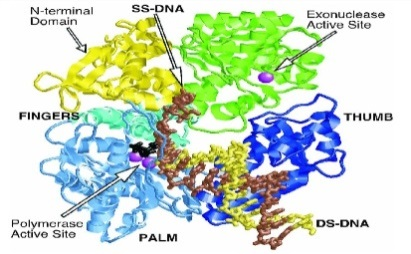 N-terminal
Domain
SS-DNA
Exonuclease
Active Site
FINGERS
THUMB
Polymerase
Active Site
PALM
DS-DNA